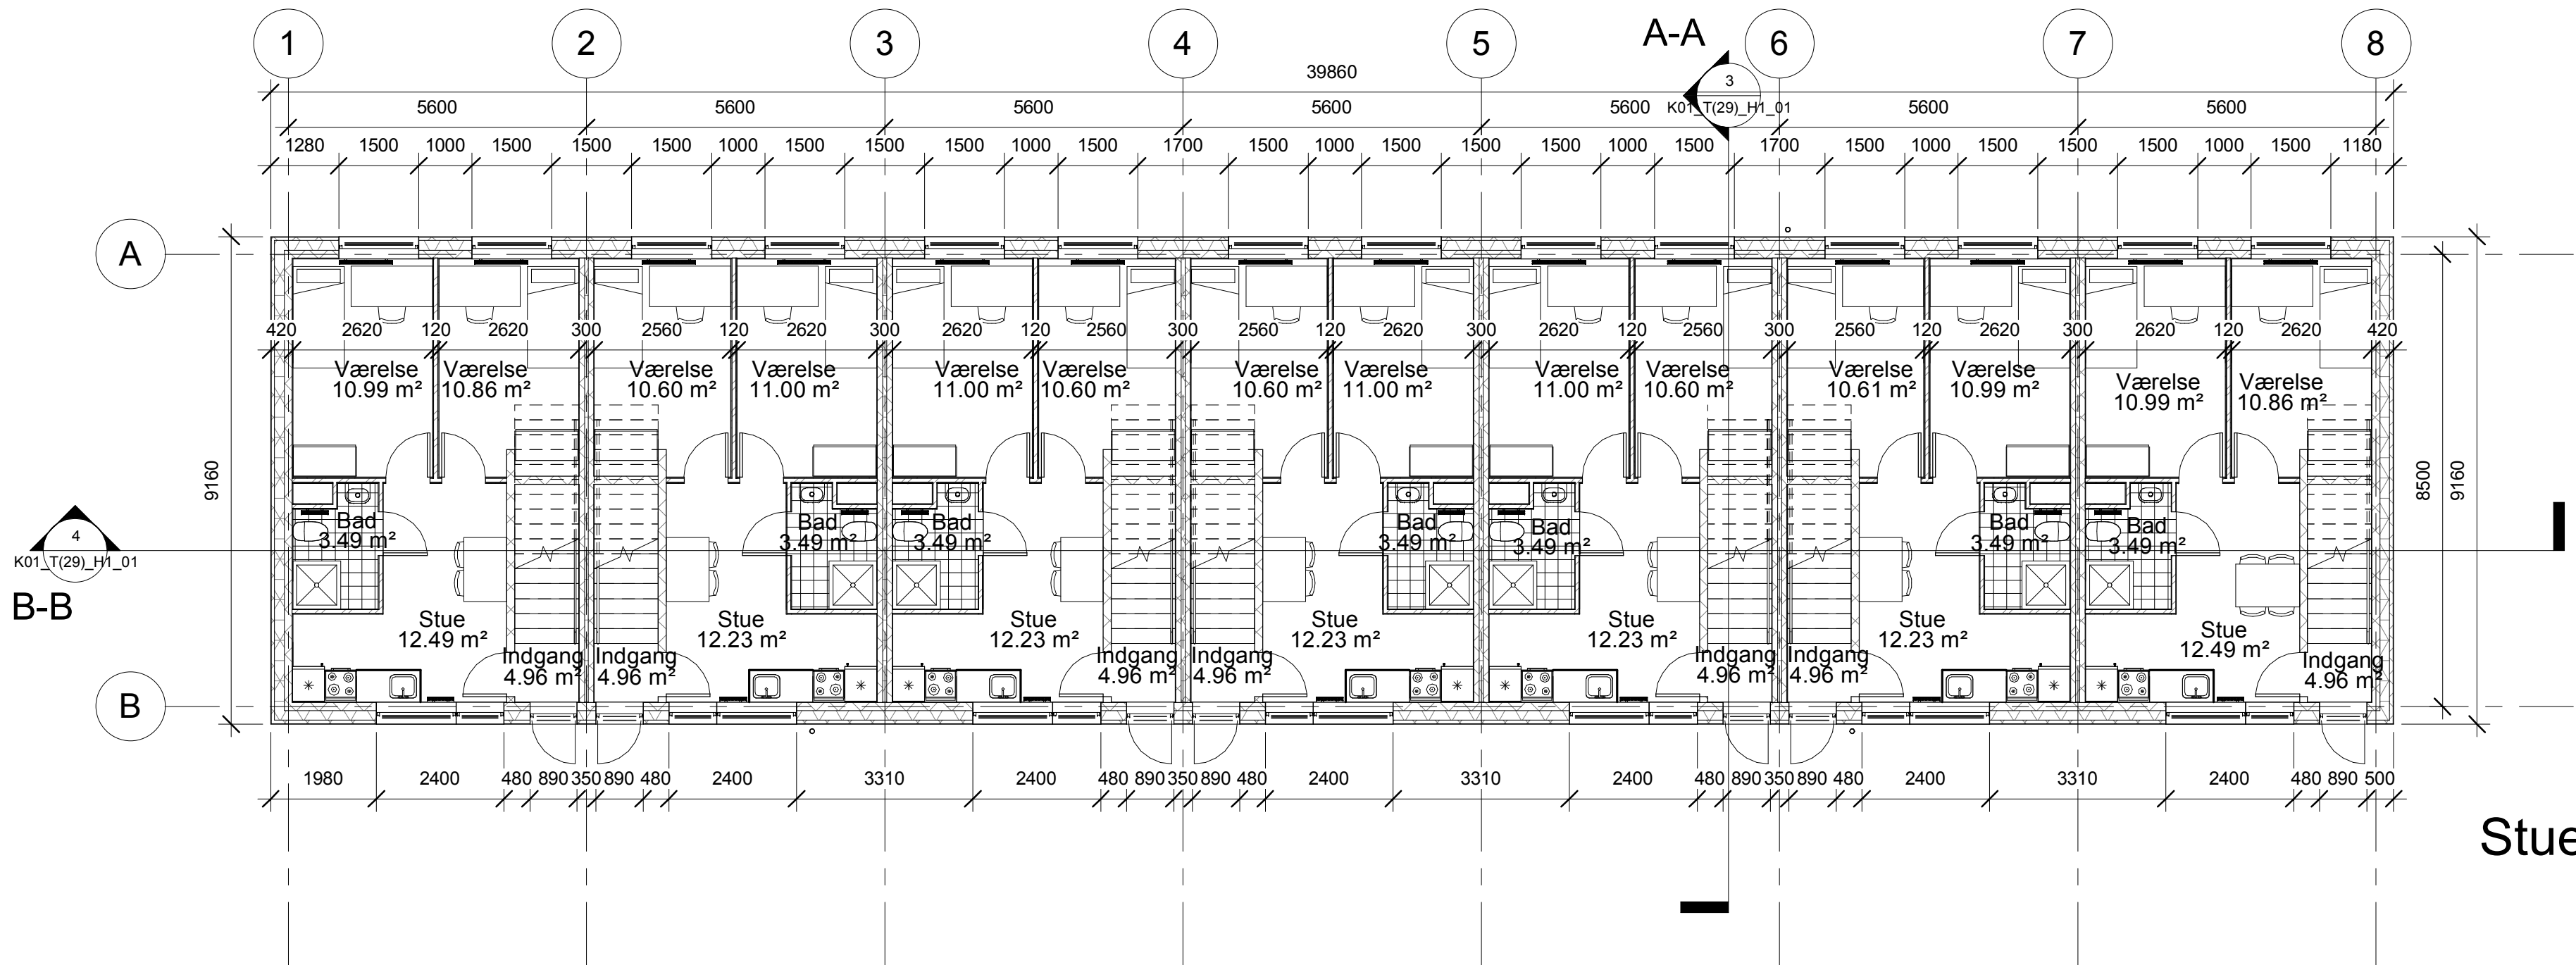 1 2 3 4 5 A-A 6 7 8
39860
3
K01_T(29)_H1_01
5600 5600 5600 5600 5600 5600 5600
1280 1500 1000 1500 1500 1500 1000 1500 1500 1500 1000 1500 1700 1500 1000 1500 1500 1500 1000 1500 1700 1500 1000 1500 1500 1500 1000 1500 1180
A
420 2620 120 2620 300 2560 120 2620 300 2620 120 2560 300 2560 120 2620 300 2620 120 2560 300 2560 120 2620 300 2620 120 2620 420
Værelse Værelse Værelse Værelse Værelse Værelse Værelse Værelse Værelse Værelse Værelse Værelse Værelse Værelse
10.99 m² 10.86 m² 10.60 m² 11.00 m² 11.00 m² 10.60 m² 10.60 m² 11.00 m² 11.00 m² 10.60 m² 10.61 m² 10.99 m² 10.99 m² 10.86 m²
9160 8500 9160
Bad Bad Bad Bad Bad Bad Bad
3.49 m² 3.49 m² 3.49 m² 3.49 m² 3.49 m² 3.49 m² 3.49 m²
4
K01_T(29)_H1_01
B-B
Stue Stue Stue Stue Stue Stue Stue
12.49 m² 12.23 m² 12.23 m² 12.23 m² 12.23 m² 12.23 m² 12.49 m²
Indgang Indgang Indgang Indgang Indgang Indgang Indgang
4.96 m² 4.96 m² 4.96 m² 4.96 m² 4.96 m² 4.96 m² 4.96 m²
B
1980 2400 480 890 350 890 480 2400 3310 2400 480 890 350 890 480 2400 3310 2400 480 890 350 890 480 2400 3310 2400 480 890 500
Stue